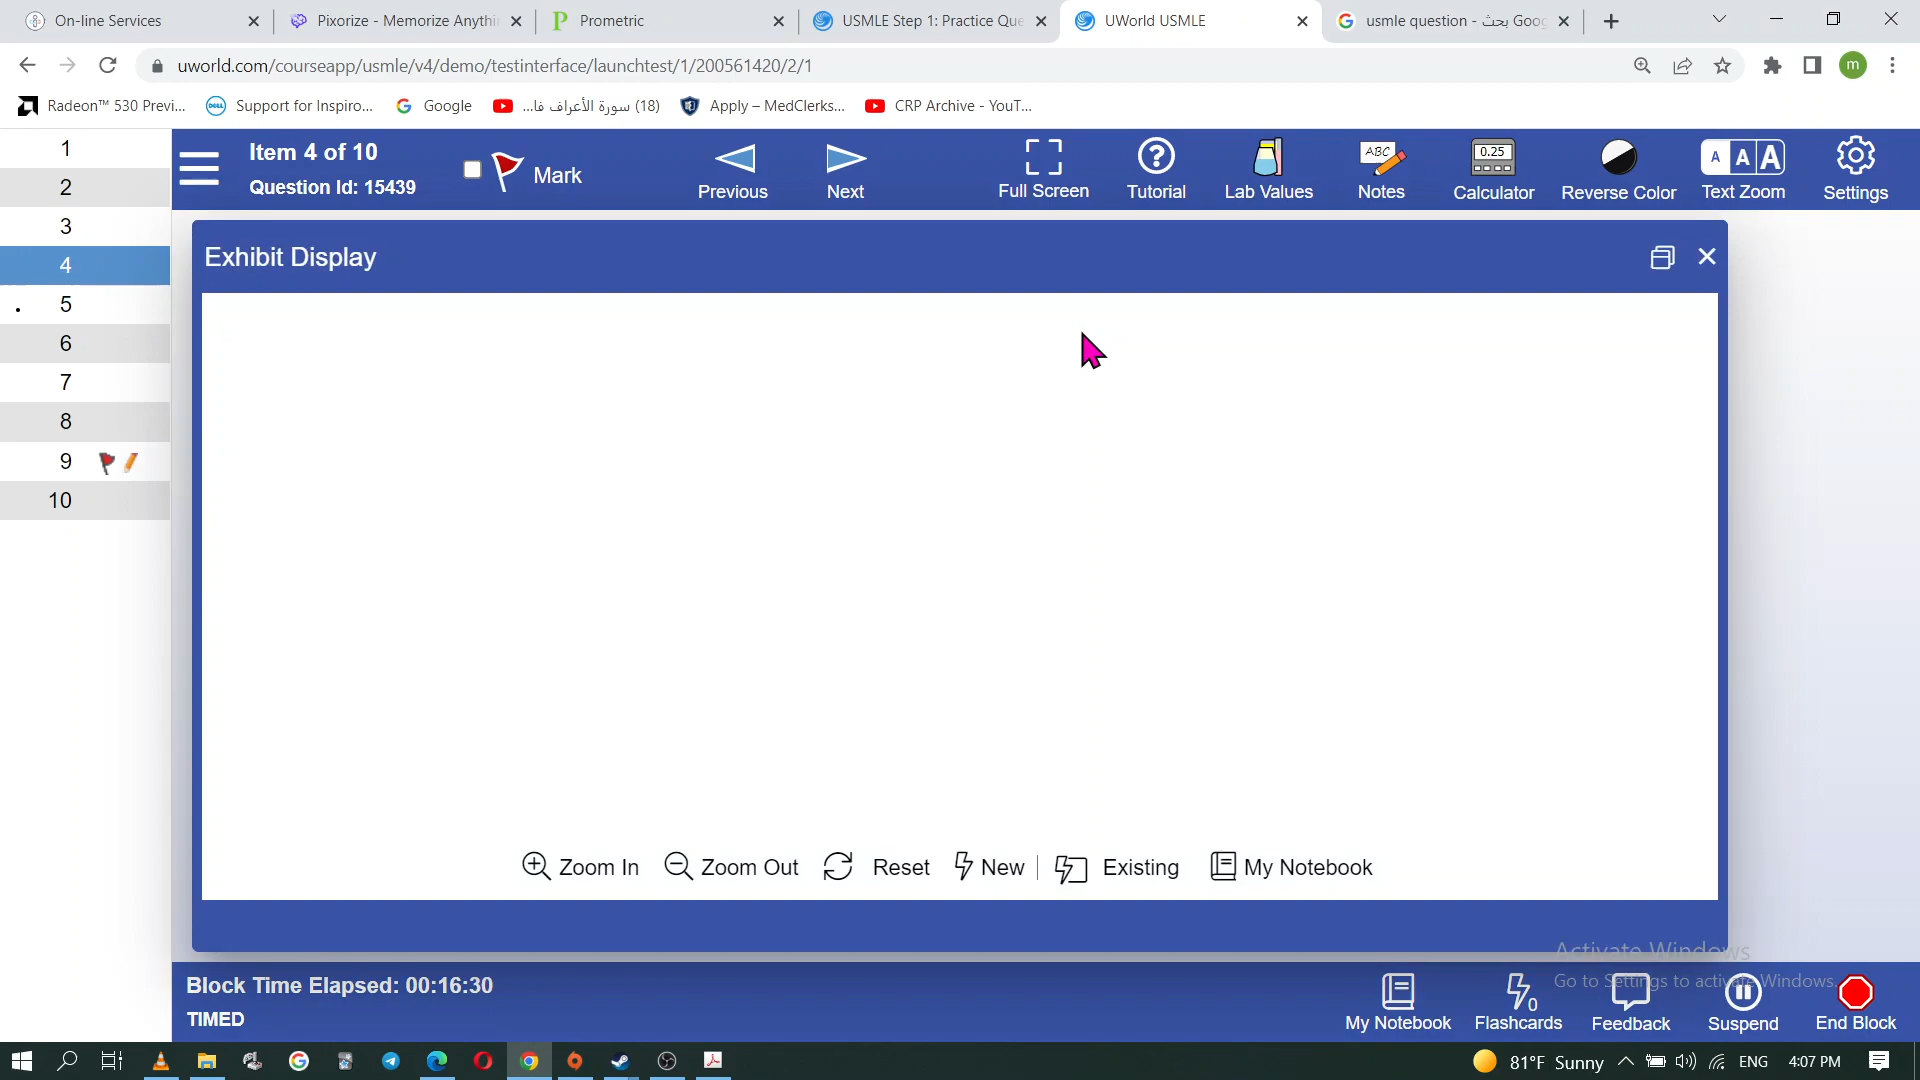 On-line Services
Pixorize - Memorize Anythi
Prometric
USMLE Step 1: Practice Que
UWorld USMLE
usmle question - بحث Goog
uworld.com/courseapp/usmle/v4/demo/testinterface/launchtest/1/200561420/2/1
m
Radeon™ 530 Previ...
DELL
Support for Inspiro...
Google
(18) سورة الأعراف فا...
Apply – MedClerks...
CRP Archive - YouT...
1
2
3
4
5
6
7
8
9
10
Item 4 of 10
Question Id: 15439
Mark
Previous
Next
Full Screen
Tutorial
Lab Values
ABC
Notes
0.25
Calculator
Reverse Color
A A A
Text Zoom
Settings
Exhibit Display
Zoom In
Zoom Out
Reset
New
Existing
My Notebook
Activate Windows
Go to Settings to activate Windows.
Block Time Elapsed: 00:16:30
TIMED
My Notebook
0
Flashcards
Feedback
Suspend
End Block
81°F Sunny
ENG
4:07 PM